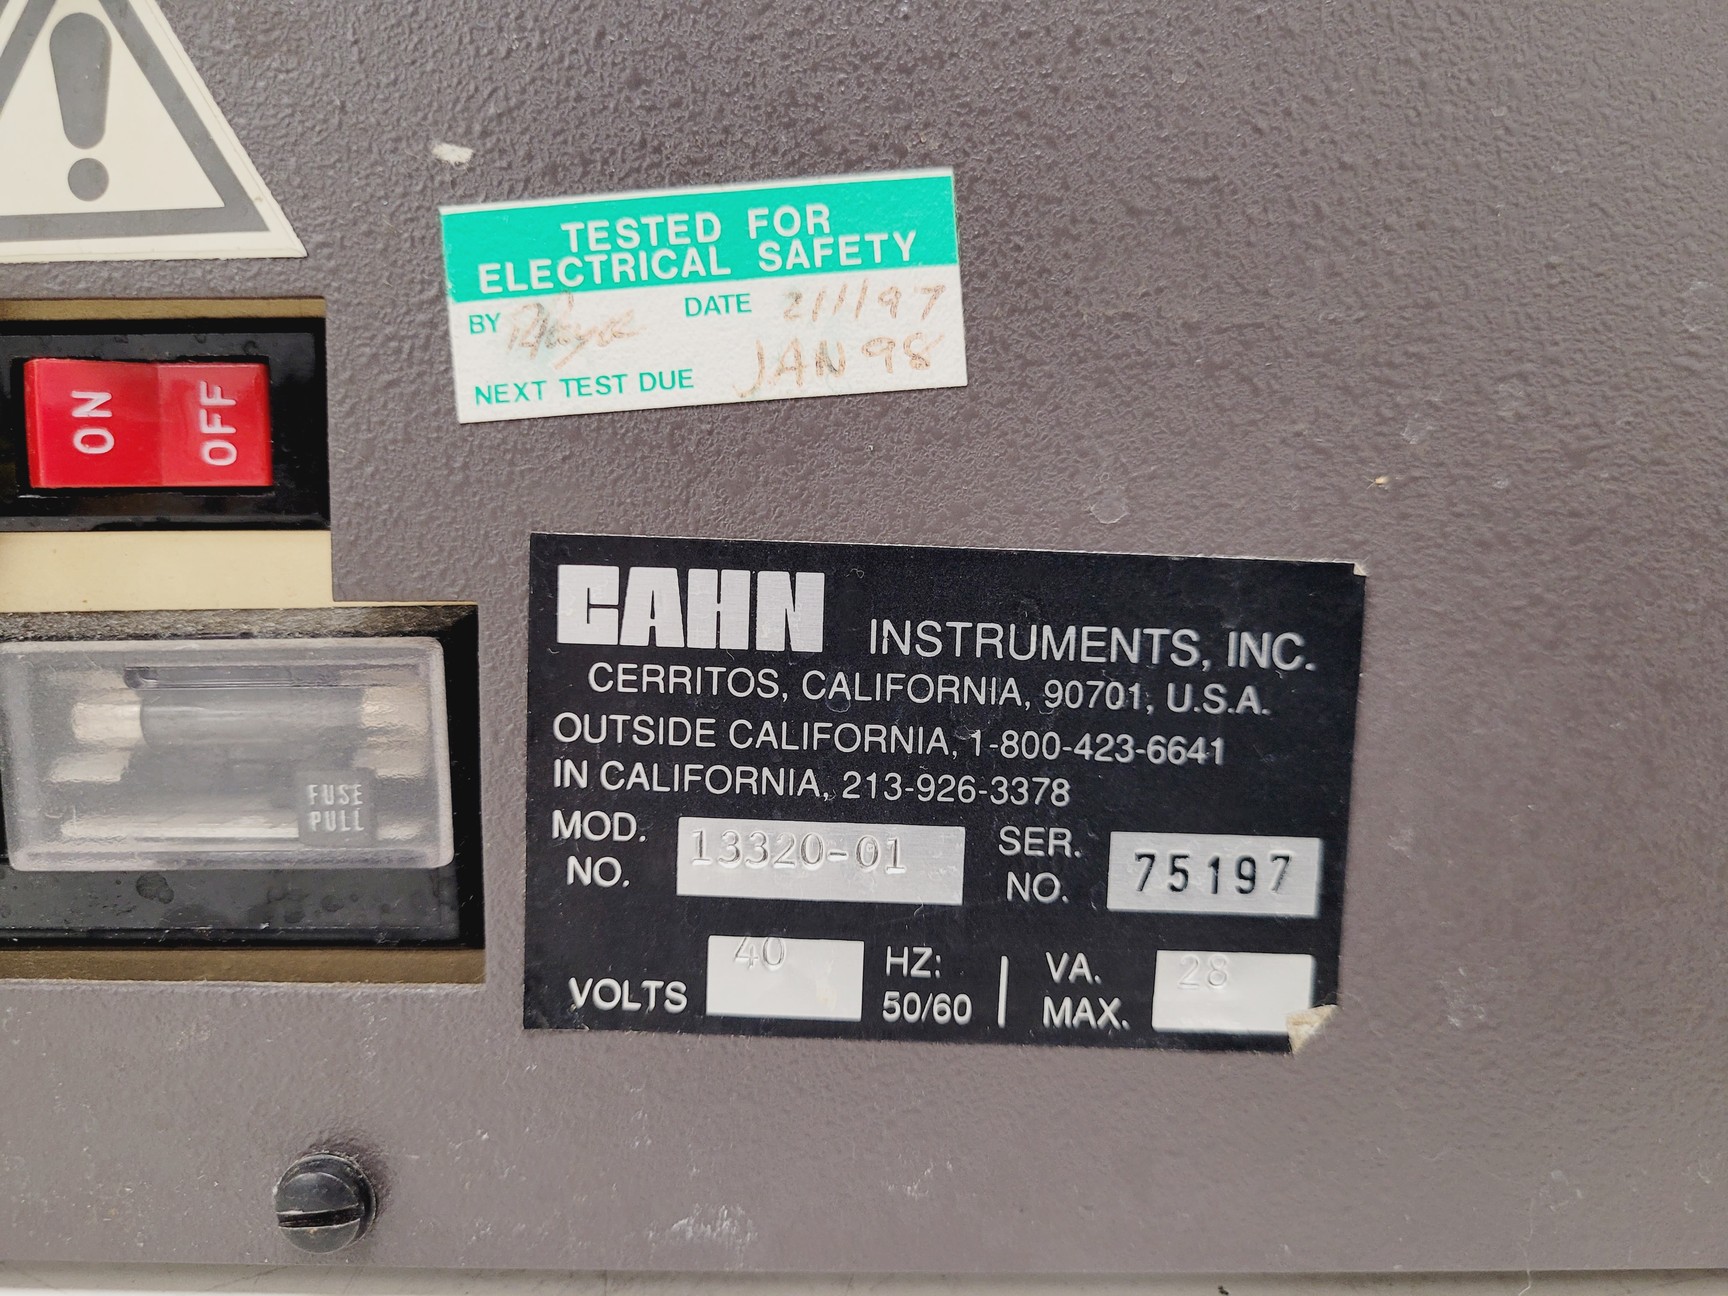 TESTED FOR
ELECTRICAL SAFETY
BY DATE 21/1/97
NEXT TEST DUE JAN 98
ON OFF
FUSE
PULL
CAHN INSTRUMENTS, INC.
CERRITOS, CALIFORNIA, 90701, U.S.A.
OUTSIDE CALIFORNIA, 1-800-423-6641
IN CALIFORNIA, 213-926-3378
MOD. NO. 13320-01 SER. NO. 75197
VOLTS 40 HZ: 50/60 VA. MAX. 28